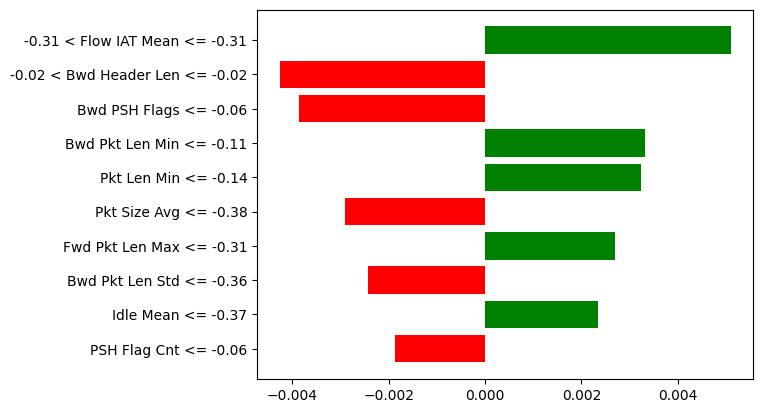 -0.31 < Flow IAT Mean <= -0.31
-0.02 < Bwd Header Len <= -0.02
Bwd PSH Flags <= -0.06
Bwd Pkt Len Min <= -0.11
Pkt Len Min <= -0.14
Pkt Size Avg <= -0.38
Fwd Pkt Len Max <= -0.31
Bwd Pkt Len Std <= -0.36
Idle Mean <= -0.37
PSH Flag Cnt <= -0.06
−0.004 −0.002 0.000 0.002 0.004